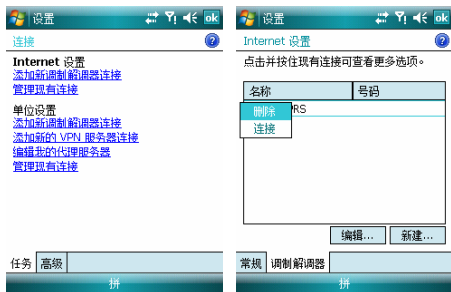 设置
ok
连接
Internet 设置
添加新调制解调器连接
管理现有连接
单位设置
添加新调制解调器连接
添加新的 VPN 服务器连接
编辑我的代理服务器
管理现有连接
任务 高级
拼
设置
ok
Internet 设置
点击并按住现有连接可查看更多选项。
名称 号码
删除
连接
编辑... 新建...
常规 调制解调器
拼